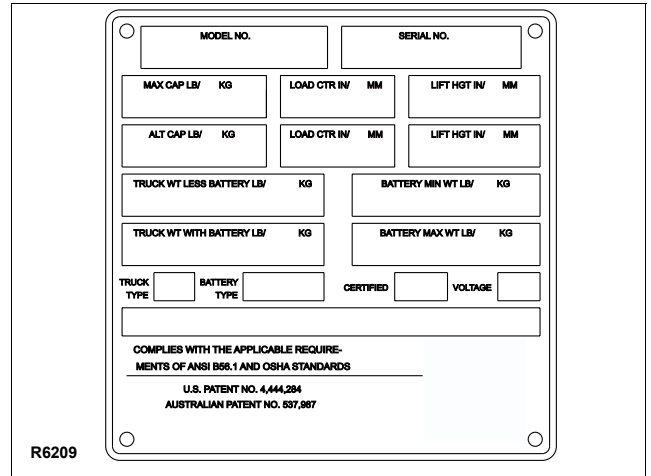 MODEL NO. SERIAL NO.
MAX CAP LB/ KG LOAD CTR IN/ MM LIFT HGT IN/ MM
ALT CAP LB/ KG LOAD CTR IN/ MM LIFT HGT IN/ MM
TRUCK WT LESS BATTERY LB/ KG BATTERY MIN WT LB/ KG
TRUCK WT WITH BATTERY LB/ KG BATTERY MAX WT LB/ KG
TRUCK TYPE BATTERY TYPE CERTIFIED VOLTAGE
COMPLIES WITH THE APPLICABLE REQUIRE-
MENTS OF ANSI B56.1 AND OSHA STANDARDS
U.S. PATENT NO. 4,444,284
AUSTRALIAN PATENT NO. 537,987
R6209